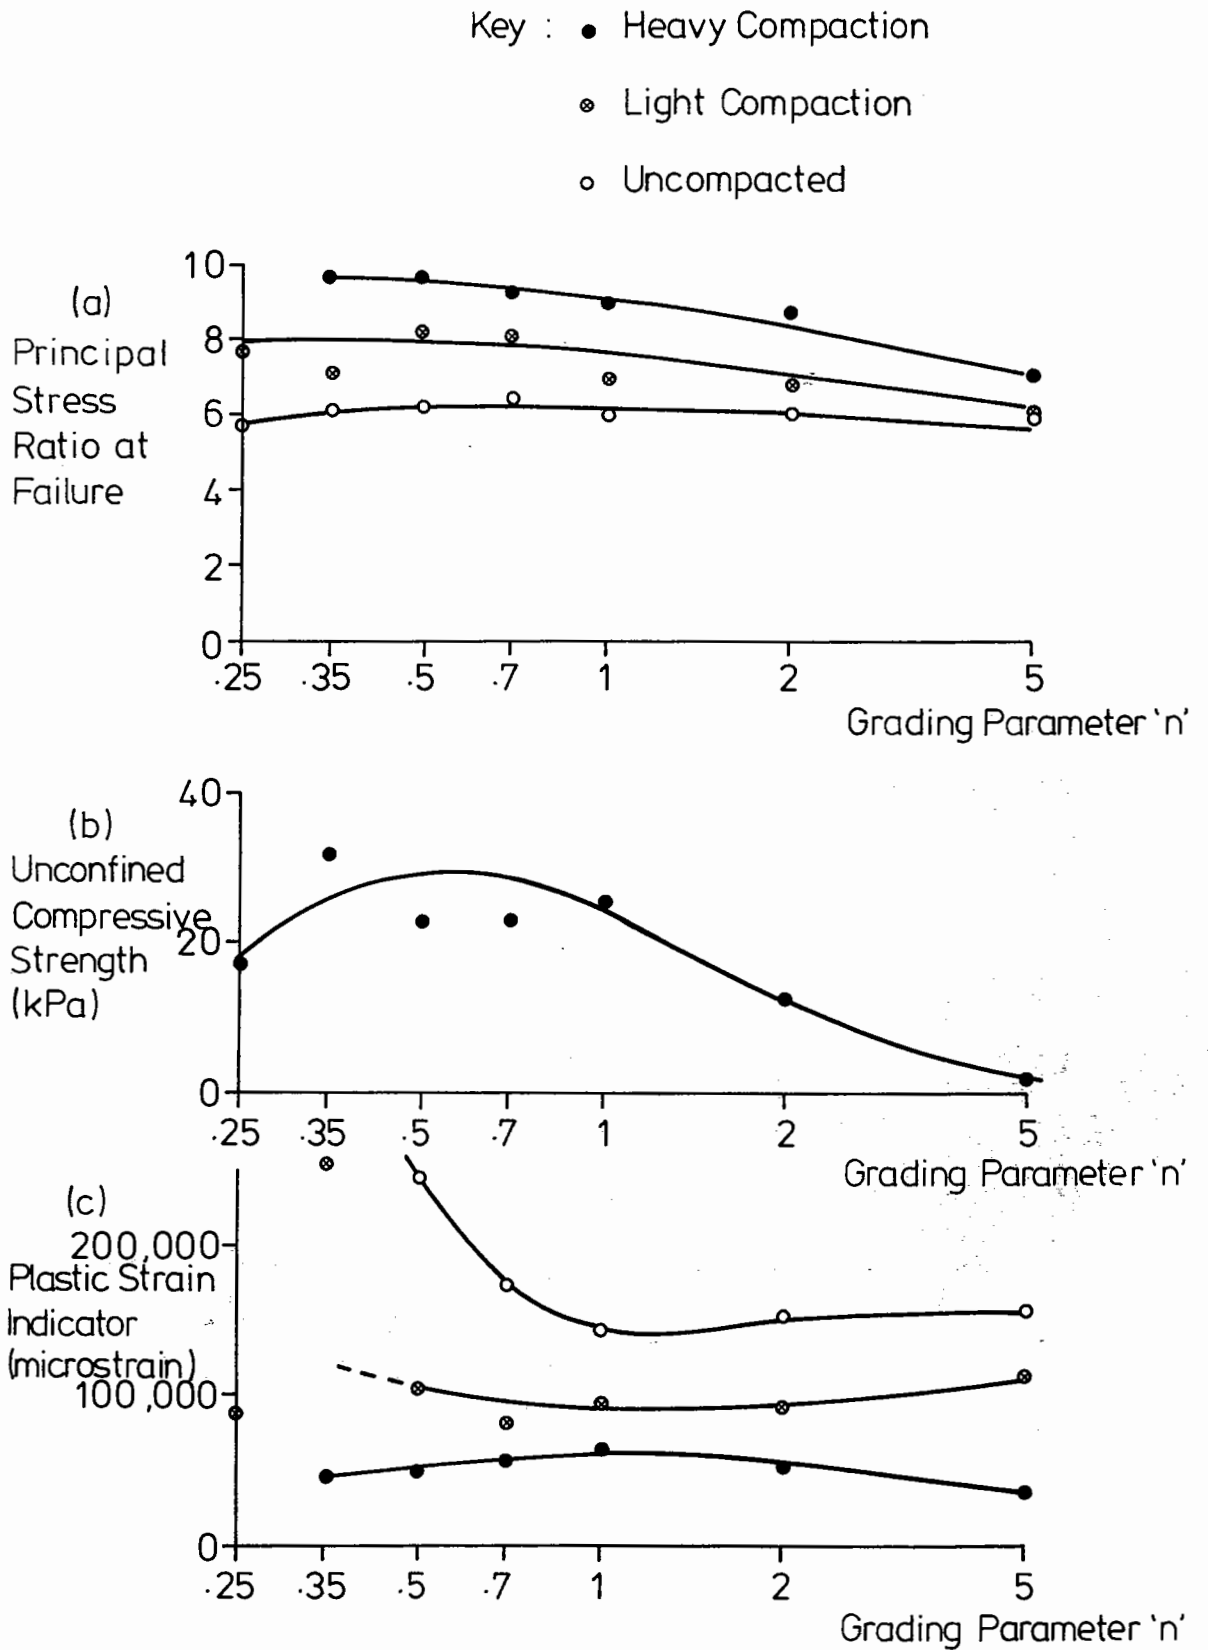 Key : ● Heavy Compaction
⊗ Light Compaction
○ Uncompacted
(a)
Principal
Stress
Ratio at
Failure
10
8
6
4
2
0
.25 .35 .5 .7 1 2 5
Grading Parameter 'n'
(b)
Unconfined
Compressive
Strength
(kPa)
40
20
0
.25 .35 .5 .7 1 2 5
Grading Parameter 'n'
(c)
Plastic Strain
Indicator
(microstrain)
200,000
100,000
0
.25 .35 .5 .7 1 2 5
Grading Parameter 'n'